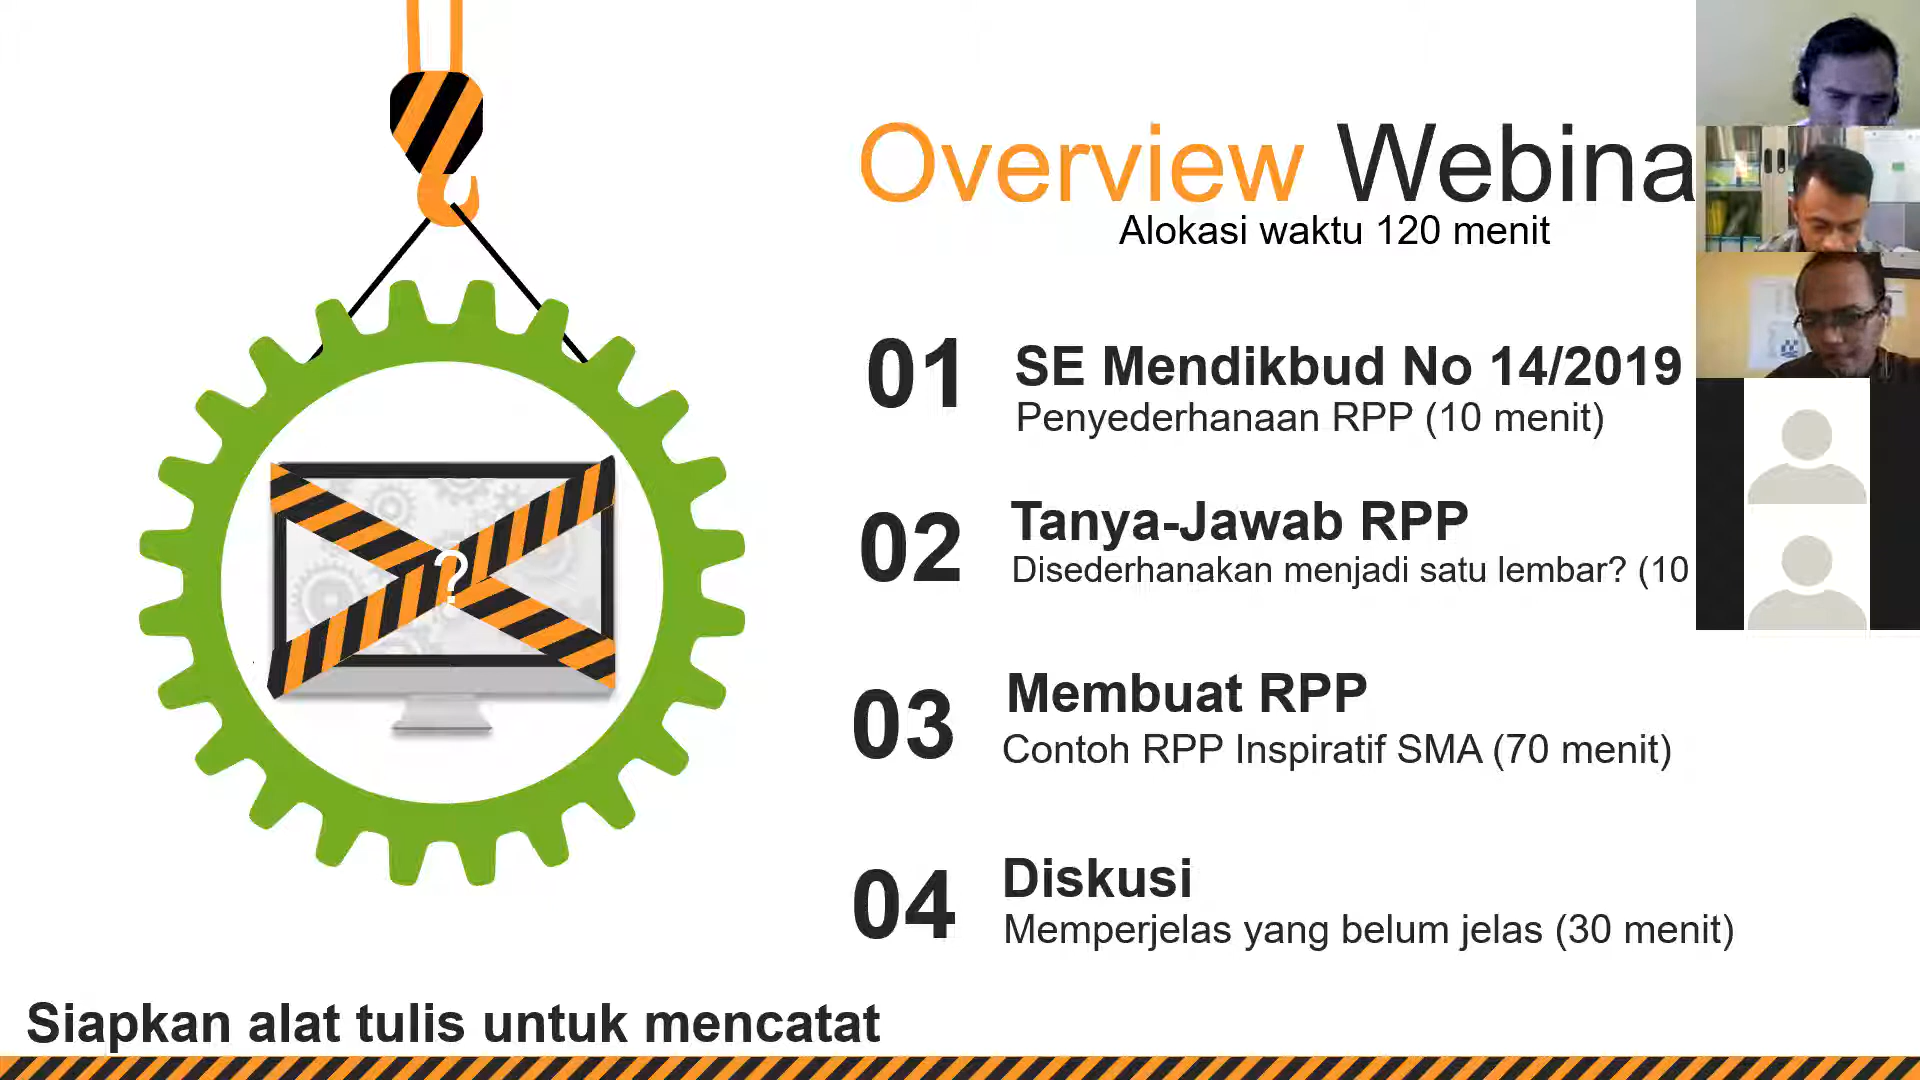 Overview Webina
Alokasi waktu 120 menit
01 SE Mendikbud No 14/2019
Penyederhanaan RPP (10 menit)
02 Tanya-Jawab RPP
Disederhanakan menjadi satu lembar? (10
03 Membuat RPP
Contoh RPP Inspiratif SMA (70 menit)
04 Diskusi
Memperjelas yang belum jelas (30 menit)
?
Siapkan alat tulis untuk mencatat